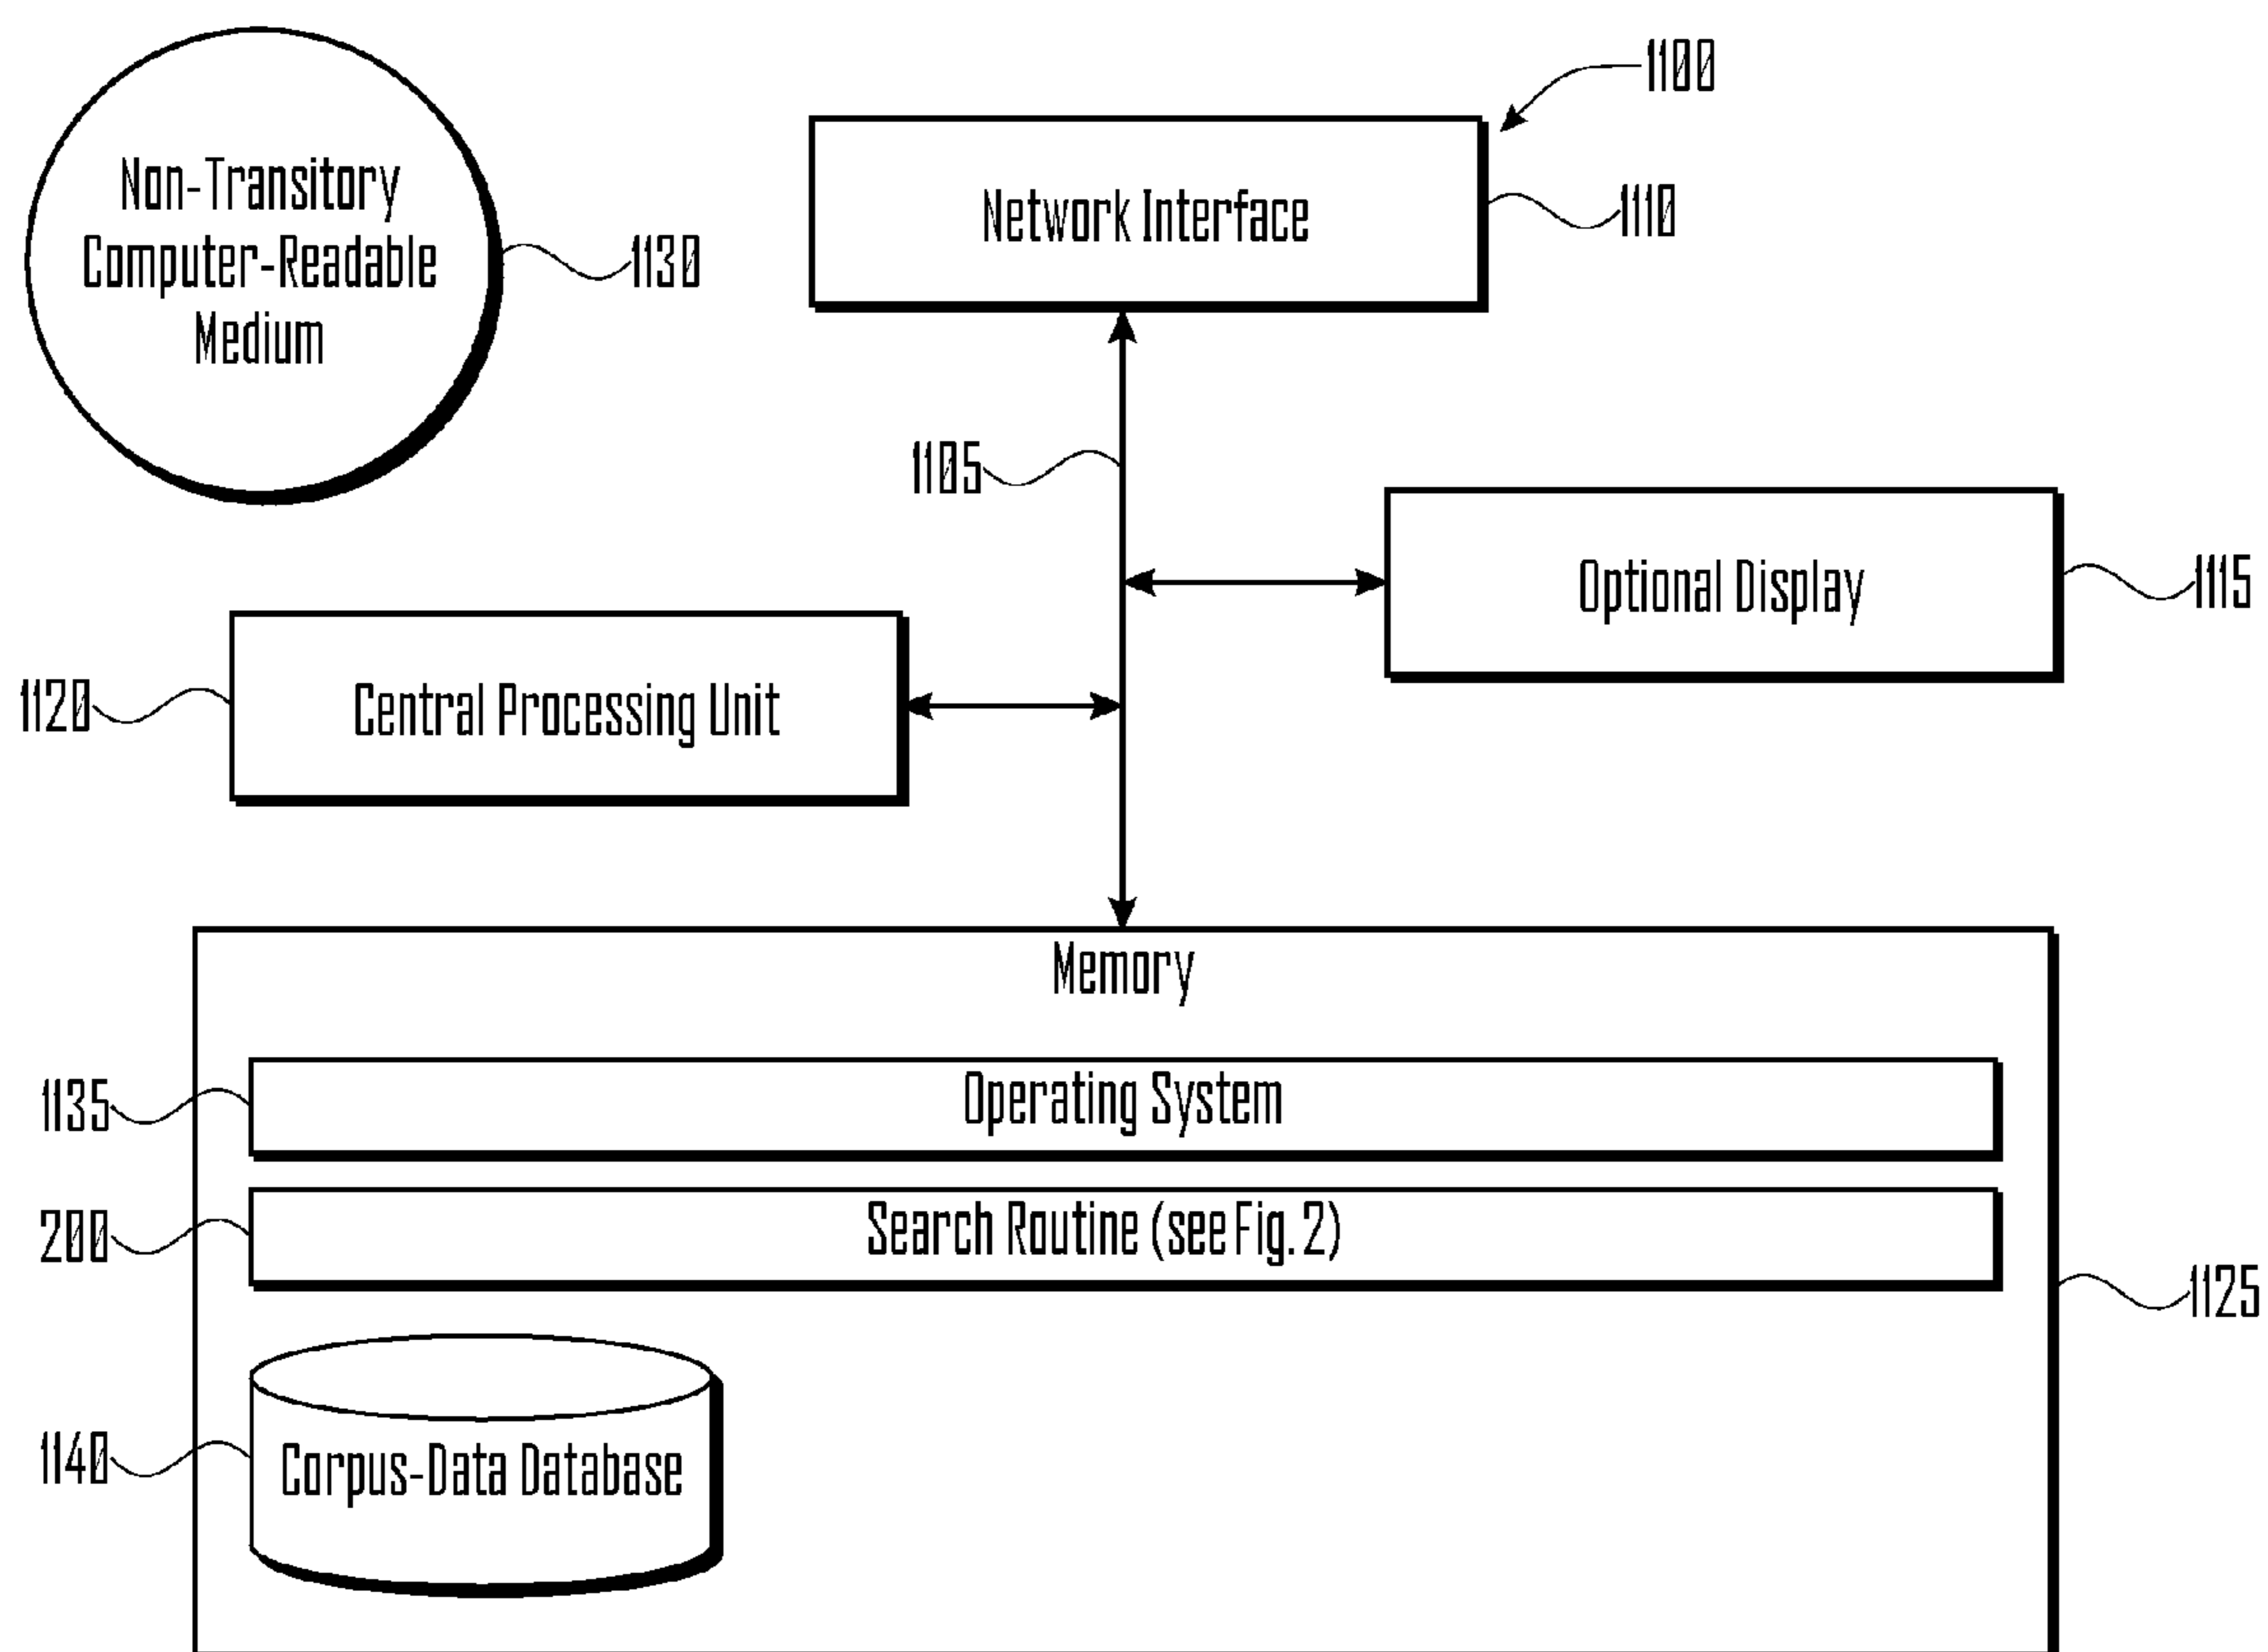 1100
Non-Transitory
Computer-Readable
Medium
1130
Network Interface
1110
1105
Optional Display
1115
1120
Central Processing Unit
Memory
1135
Operating System
200
Search Routine (see Fig. 2)
1125
1140
Corpus-Data Database